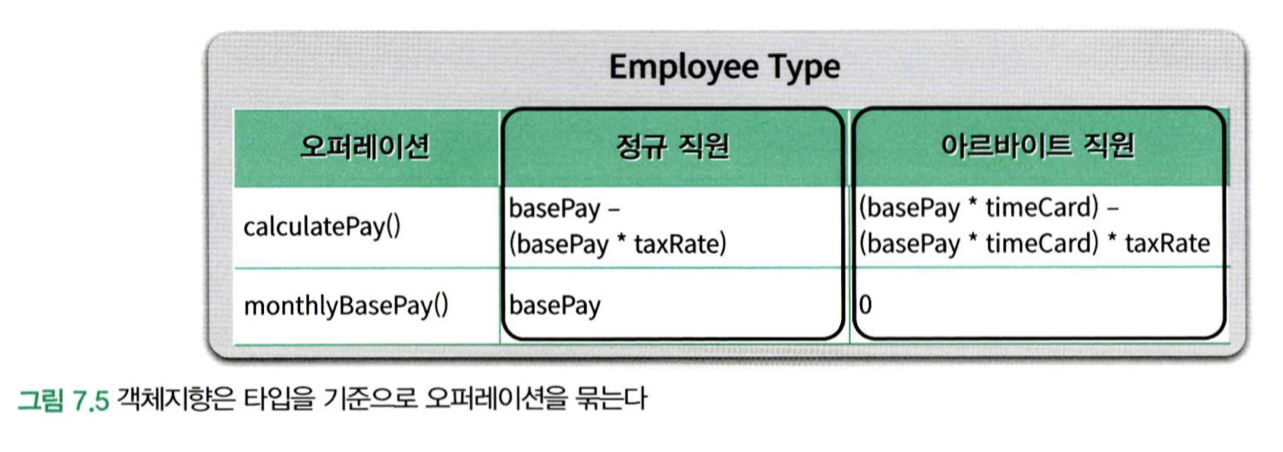 Employee Type
오퍼레이션 정규 직원 아르바이트 직원
calculatePay() basePay – (basePay * timeCard) –
(basePay * taxRate) (basePay * timeCard) * taxRate
monthlyBasePay() basePay 0
그림 7.5 객체지향은 타입을 기준으로 오퍼레이션을 묶는다